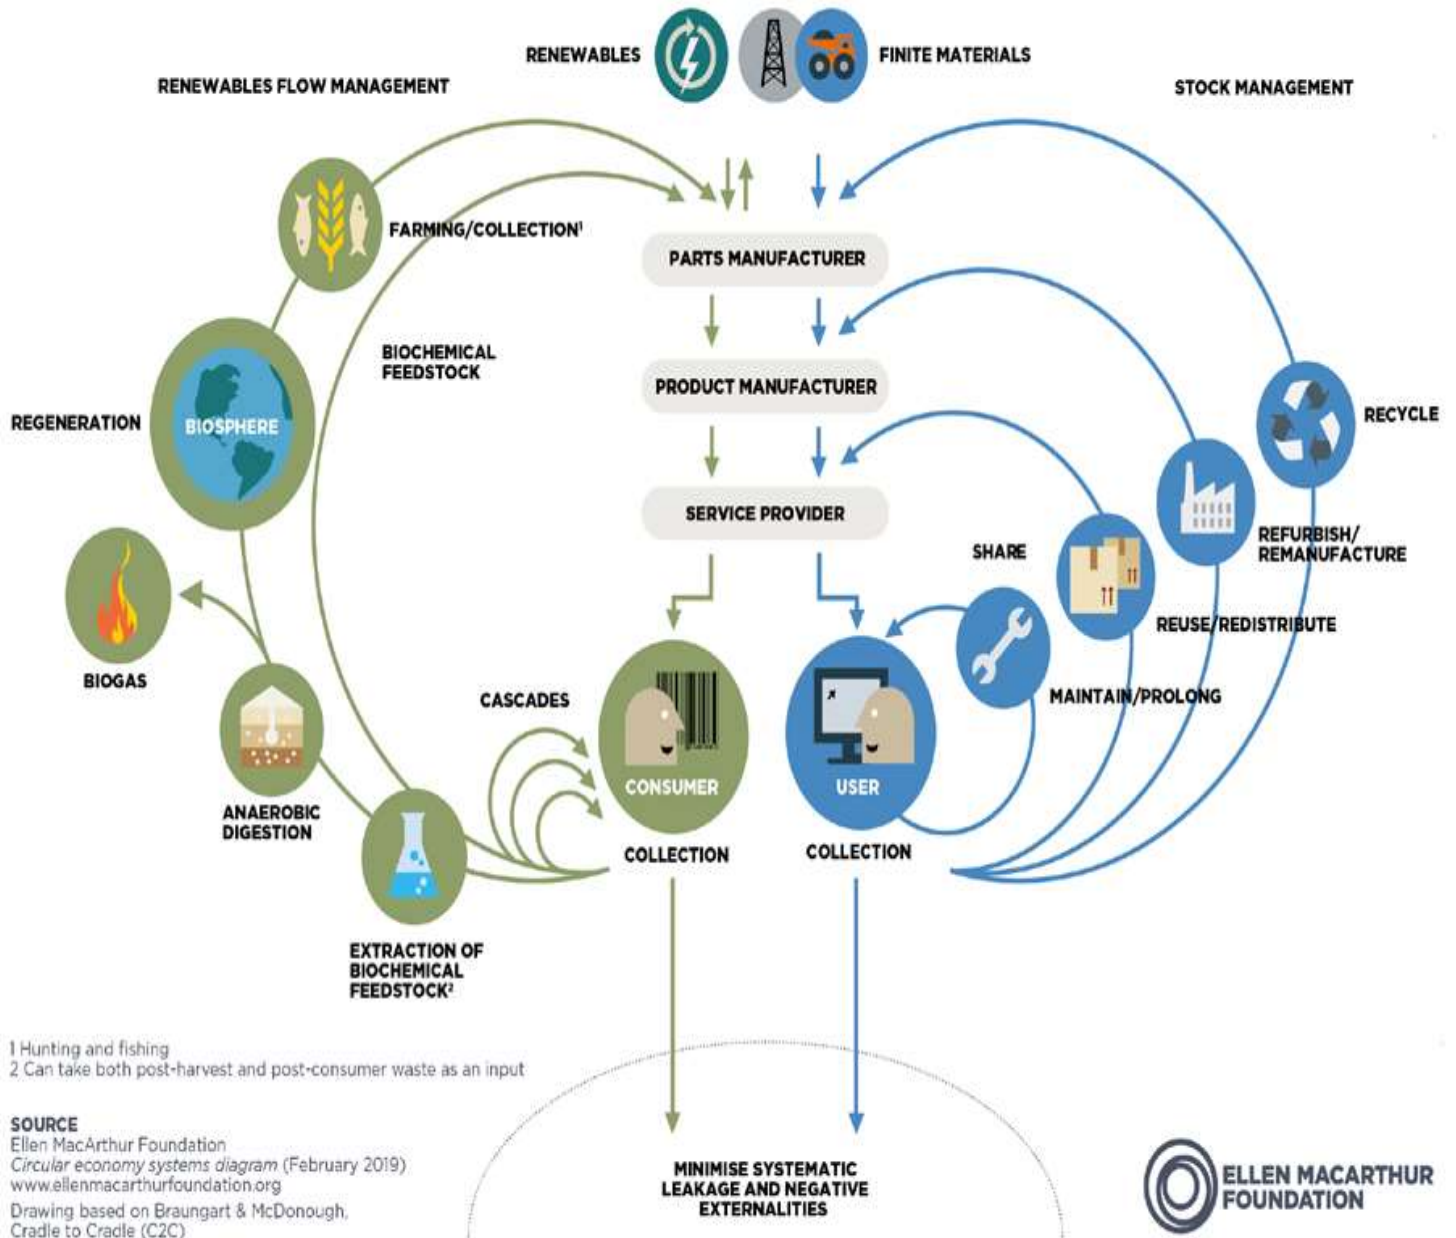 RENEWABLES
FINITE MATERIALS
RENEWABLES FLOW MANAGEMENT
STOCK MANAGEMENT
FARMING/COLLECTION¹
PARTS MANUFACTURER
BIOCHEMICAL
FEEDSTOCK
PRODUCT MANUFACTURER
REGENERATION
BIOSPHERE
RECYCLE
SERVICE PROVIDER
SHARE
REFURBISH/
REMANUFACTURE
REUSE/REDISTRIBUTE
BIOGAS
CASCADES
MAINTAIN/PROLONG
CONSUMER
USER
ANAEROBIC
DIGESTION
COLLECTION
COLLECTION
EXTRACTION OF
BIOCHEMICAL
FEEDSTOCK²
1 Hunting and fishing
2 Can take both post-harvest and post-consumer waste as an input
SOURCE
Ellen MacArthur Foundation
Circular economy systems diagram (February 2019)
www.ellenmacarthurfoundation.org
Drawing based on Braungart & McDonough,
Cradle to Cradle (C2C)
MINIMISE SYSTEMATIC
LEAKAGE AND NEGATIVE
EXTERNALITIES
ELLEN MACARTHUR
FOUNDATION